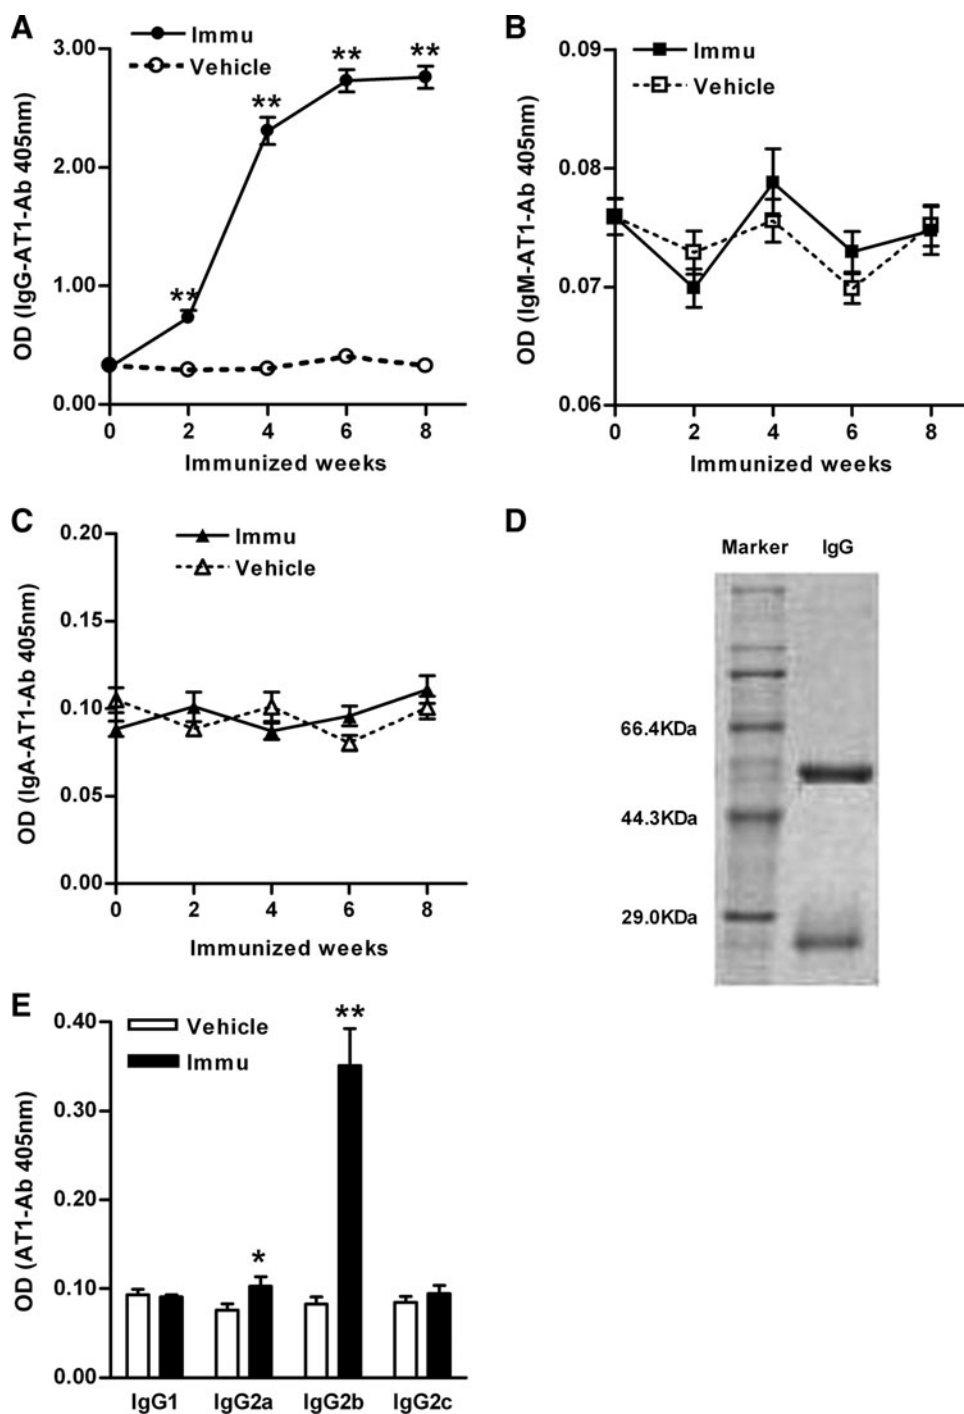 A
Immu
Vehicle
3.00
2.00
1.00
0.00
**
**
**
**
OD (IgG-AT1-Ab 405nm)
0 2 4 6 8
Immunized weeks
B
Immu
Vehicle
0.09
0.08
0.07
0.06
OD (IgM-AT1-Ab 405nm)
0 2 4 6 8
Immunized weeks
C
Immu
Vehicle
0.20
0.15
0.10
0.05
0.00
OD (IgA-AT1-Ab 405nm)
0 2 4 6 8
Immunized weeks
D
Marker IgG
66.4KDa
44.3KDa
29.0KDa
E
Vehicle
Immu
0.40
0.30
0.20
0.10
0.00
*
**
OD (AT1-Ab 405nm)
IgG1 IgG2a IgG2b IgG2c